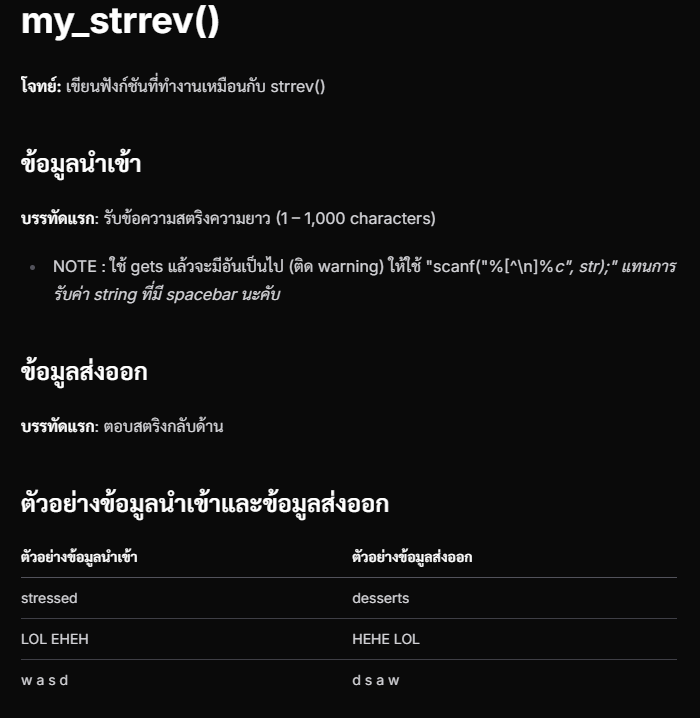 my_strrev()
โจทย์: เขียนฟังก์ชันที่ทำงานเหมือนกับ strrev()
ข้อมูลนำเข้า
บรรทัดแรก: รับข้อความสตริงความยาว (1 – 1,000 characters)
NOTE : ใช้ gets แล้วจะมีอันเป็นไป (ติด warning) ให้ใช้ "scanf("%[^\n]%c", str);" แทนการ
รับค่า string ที่มี spacebar นะคับ
ข้อมูลส่งออก
บรรทัดแรก: ตอบสตริงกลับด้าน
ตัวอย่างข้อมูลนำเข้าและข้อมูลส่งออก
ตัวอย่างข้อมูลนำเข้า ตัวอย่างข้อมูลส่งออก
stressed desserts
LOL EHEH HEHE LOL
w a s d d s a w